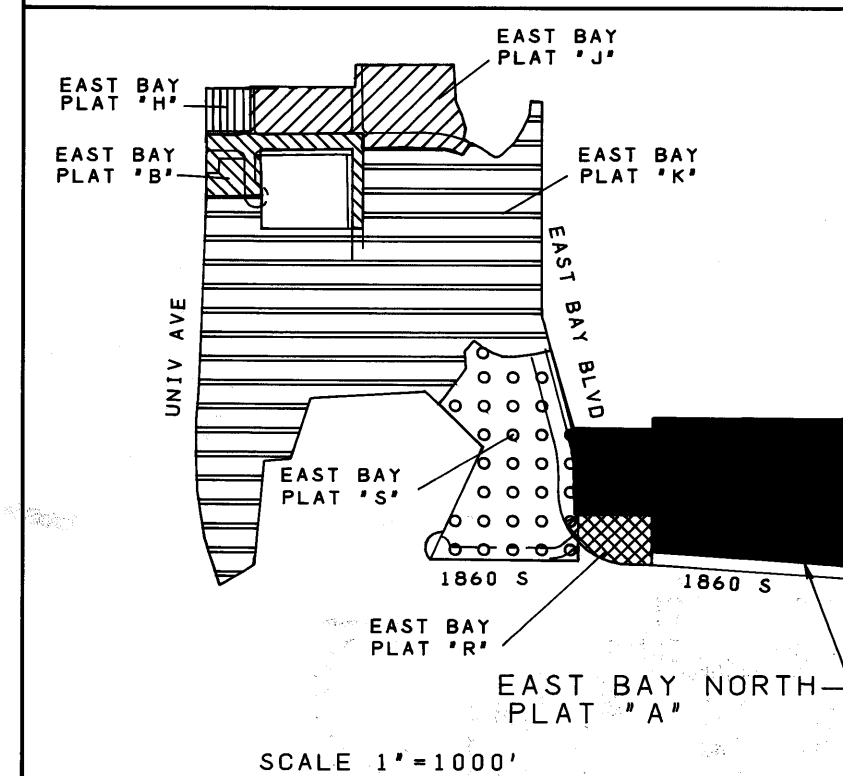 EAST BAY
PLAT "J"
EAST BAY
PLAT "H"
EAST BAY
PLAT "B"
EAST BAY
PLAT "K"
EAST BAY BLVD
UNIV AVE
EAST BAY
PLAT "S"
1860 S
1860 S
EAST BAY
PLAT "R"
EAST BAY NORTH
PLAT "A"
SCALE 1"=1000'